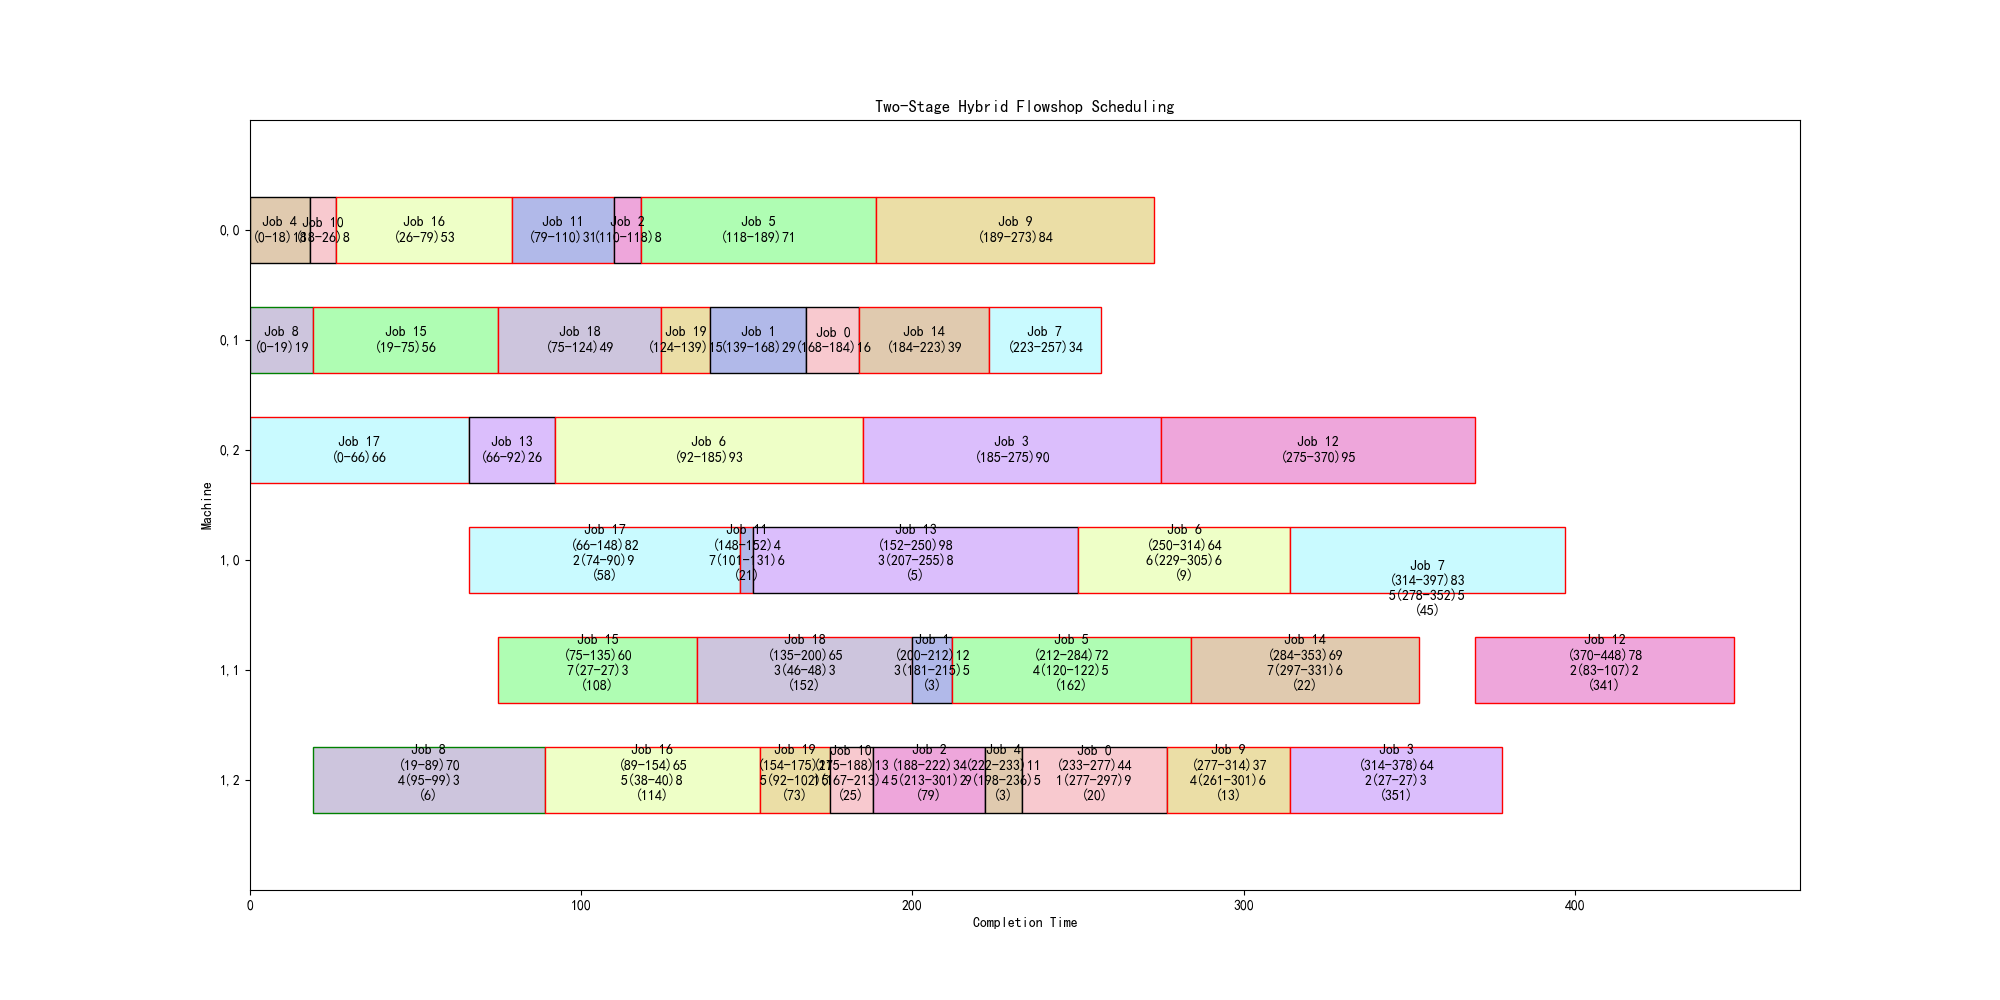 Two-Stage Hybrid Flowshop Scheduling
Machine
0,0
Job 4
(0-18)18
Job 10
(18-26)8
Job 16
(26-79)53
Job 11
(79-110)31
Job 2
(110-118)8
Job 5
(118-189)71
Job 9
(189-273)84
0,1
Job 8
(0-19)19
Job 15
(19-75)56
Job 18
(75-124)49
Job 19
(124-139)15
Job 1
(139-168)29
Job 0
(168-184)16
Job 14
(184-223)39
Job 7
(223-257)34
0,2
Job 17
(0-66)66
Job 13
(66-92)26
Job 6
(92-185)93
Job 3
(185-275)90
Job 12
(275-370)95
1,0
Job 17
(66-148)82
2(74-90)9
(58)
Job 11
(148-152)4
7(101-131)6
(21)
Job 13
(152-250)98
3(207-255)8
(5)
Job 6
(250-314)64
6(229-305)6
(9)
Job 7
(314-397)83
5(278-352)5
(45)
1,1
Job 15
(75-135)60
7(27-27)3
(108)
Job 18
(135-200)65
3(46-48)3
(152)
Job 1
(200-212)12
3(181-215)5
(3)
Job 5
(212-284)72
4(120-122)5
(162)
Job 14
(284-353)69
7(297-331)6
(22)
Job 12
(370-448)78
2(83-107)2
(341)
1,2
Job 8
(19-89)70
4(95-99)3
(6)
Job 16
(89-154)65
5(38-40)8
(114)
Job 19
(154-175)21
5(92-102)
(73)
Job 10
(175-188)13
(167-213)4
(25)
Job 2
(188-222)34
5(213-301)2
(79)
Job 4
(222-233)11
9(198-236)5
(3)
Job 0
(233-277)44
1(277-297)9
(20)
Job 9
(277-314)37
4(261-301)6
(13)
Job 3
(314-378)64
2(27-27)3
(351)
0
100
200
300
400
Completion Time